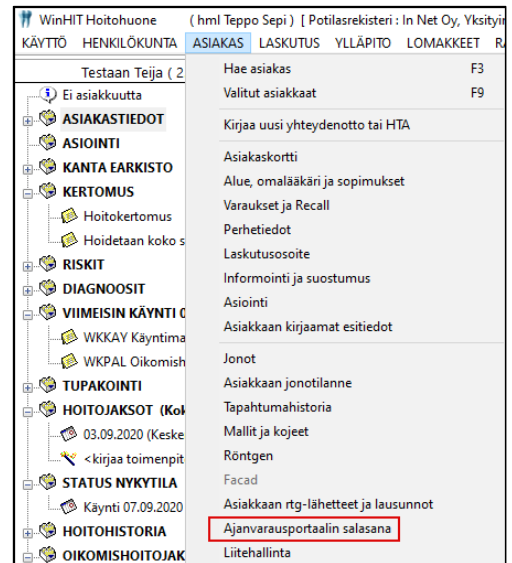 WinHIT Hoitohuone ( hml Teppo Sepi ) [ Potilasrekisteri : In Net Oy, Yksityi
KÄYTTÖ HENKILÖKUNTA ASIAKAS LASKUTUS YLLÄPITO LOMAKKEET RA
Testaan Teija ( 2
Ei asiakkuutta
ASIAKASTIEDOT
ASIOINTI
KANTA EARKISTO
KERTOMUS
Hoitokertomus
Hoidetaan koko s
RISKIT
DIAGNOOSIT
VIIMEISIN KÄYNTI 0
WKKAY Käyntima
WKPAL Oikomish
TUPAKOINTI
HOITOJAKSOT (Kok
03.09.2020 (Keske
<kirjaa toimenpit
STATUS NYKYTILA
Käynti 07.09.2020
HOITOHISTORIA
OIKOMISHOITOJAK
Hae asiakas F3
Valitut asiakkaat F9
Kirjaa uusi yhteydenotto tai HTA
Asiakaskortti
Alue, omalääkäri ja sopimukset
Varaukset ja Recall
Perhetiedot
Laskutusosoite
Informointi ja suostumus
Asiointi
Asiakkaan kirjaamat esitiedot
Jonot
Asiakkaan jonotilanne
Tapahtumahistoria
Mallit ja kojeet
Röntgen
Facad
Asiakkaan rtg-lähetteet ja lausunnot
Ajanvarausportaalin salasana
Liitehallinta